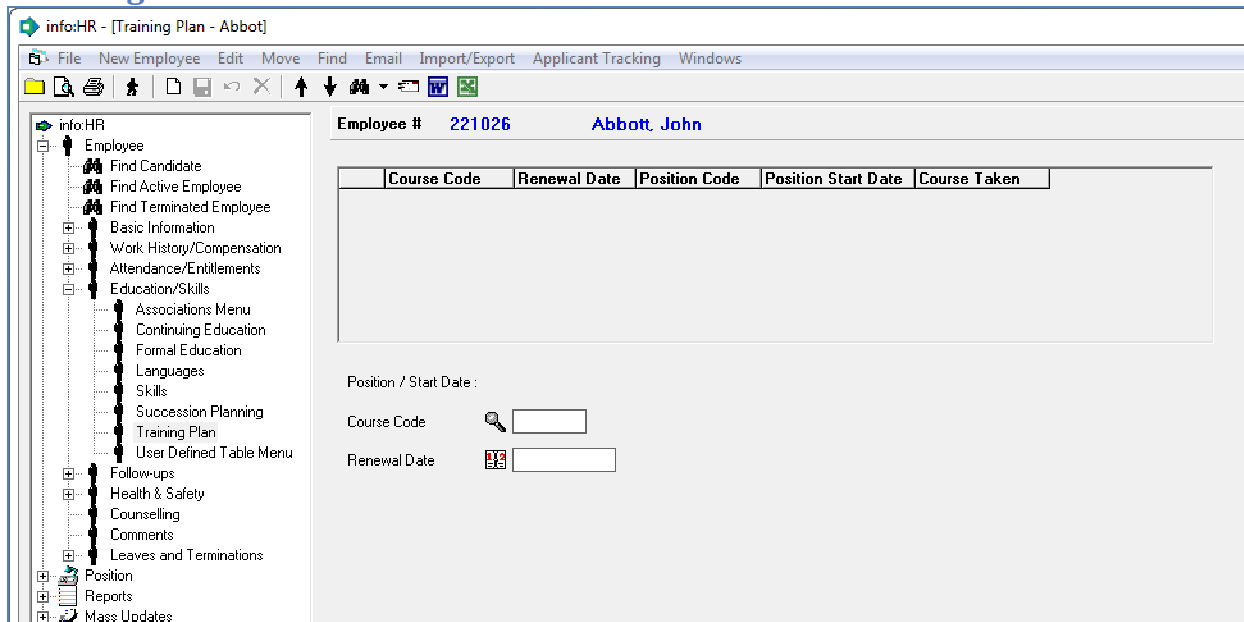 info:HR - [Training Plan - Abbot]
File New Employee Edit Move Find Email Import/Export Applicant Tracking Windows
info:HR
Employee
Find Candidate
Find Active Employee
Find Terminated Employee
Basic Information
Work History/Compensation
Attendance/Entitlements
Education/Skills
Associations Menu
Continuing Education
Formal Education
Languages
Skills
Succession Planning
Training Plan
User Defined Table Menu
Follow-ups
Health & Safety
Counselling
Comments
Leaves and Terminations
Position
Reports
Mass Updates
Employee # 221026 Abbott, John
Course Code Renewal Date Position Code Position Start Date Course Taken
Position / Start Date :
Course Code
Renewal Date